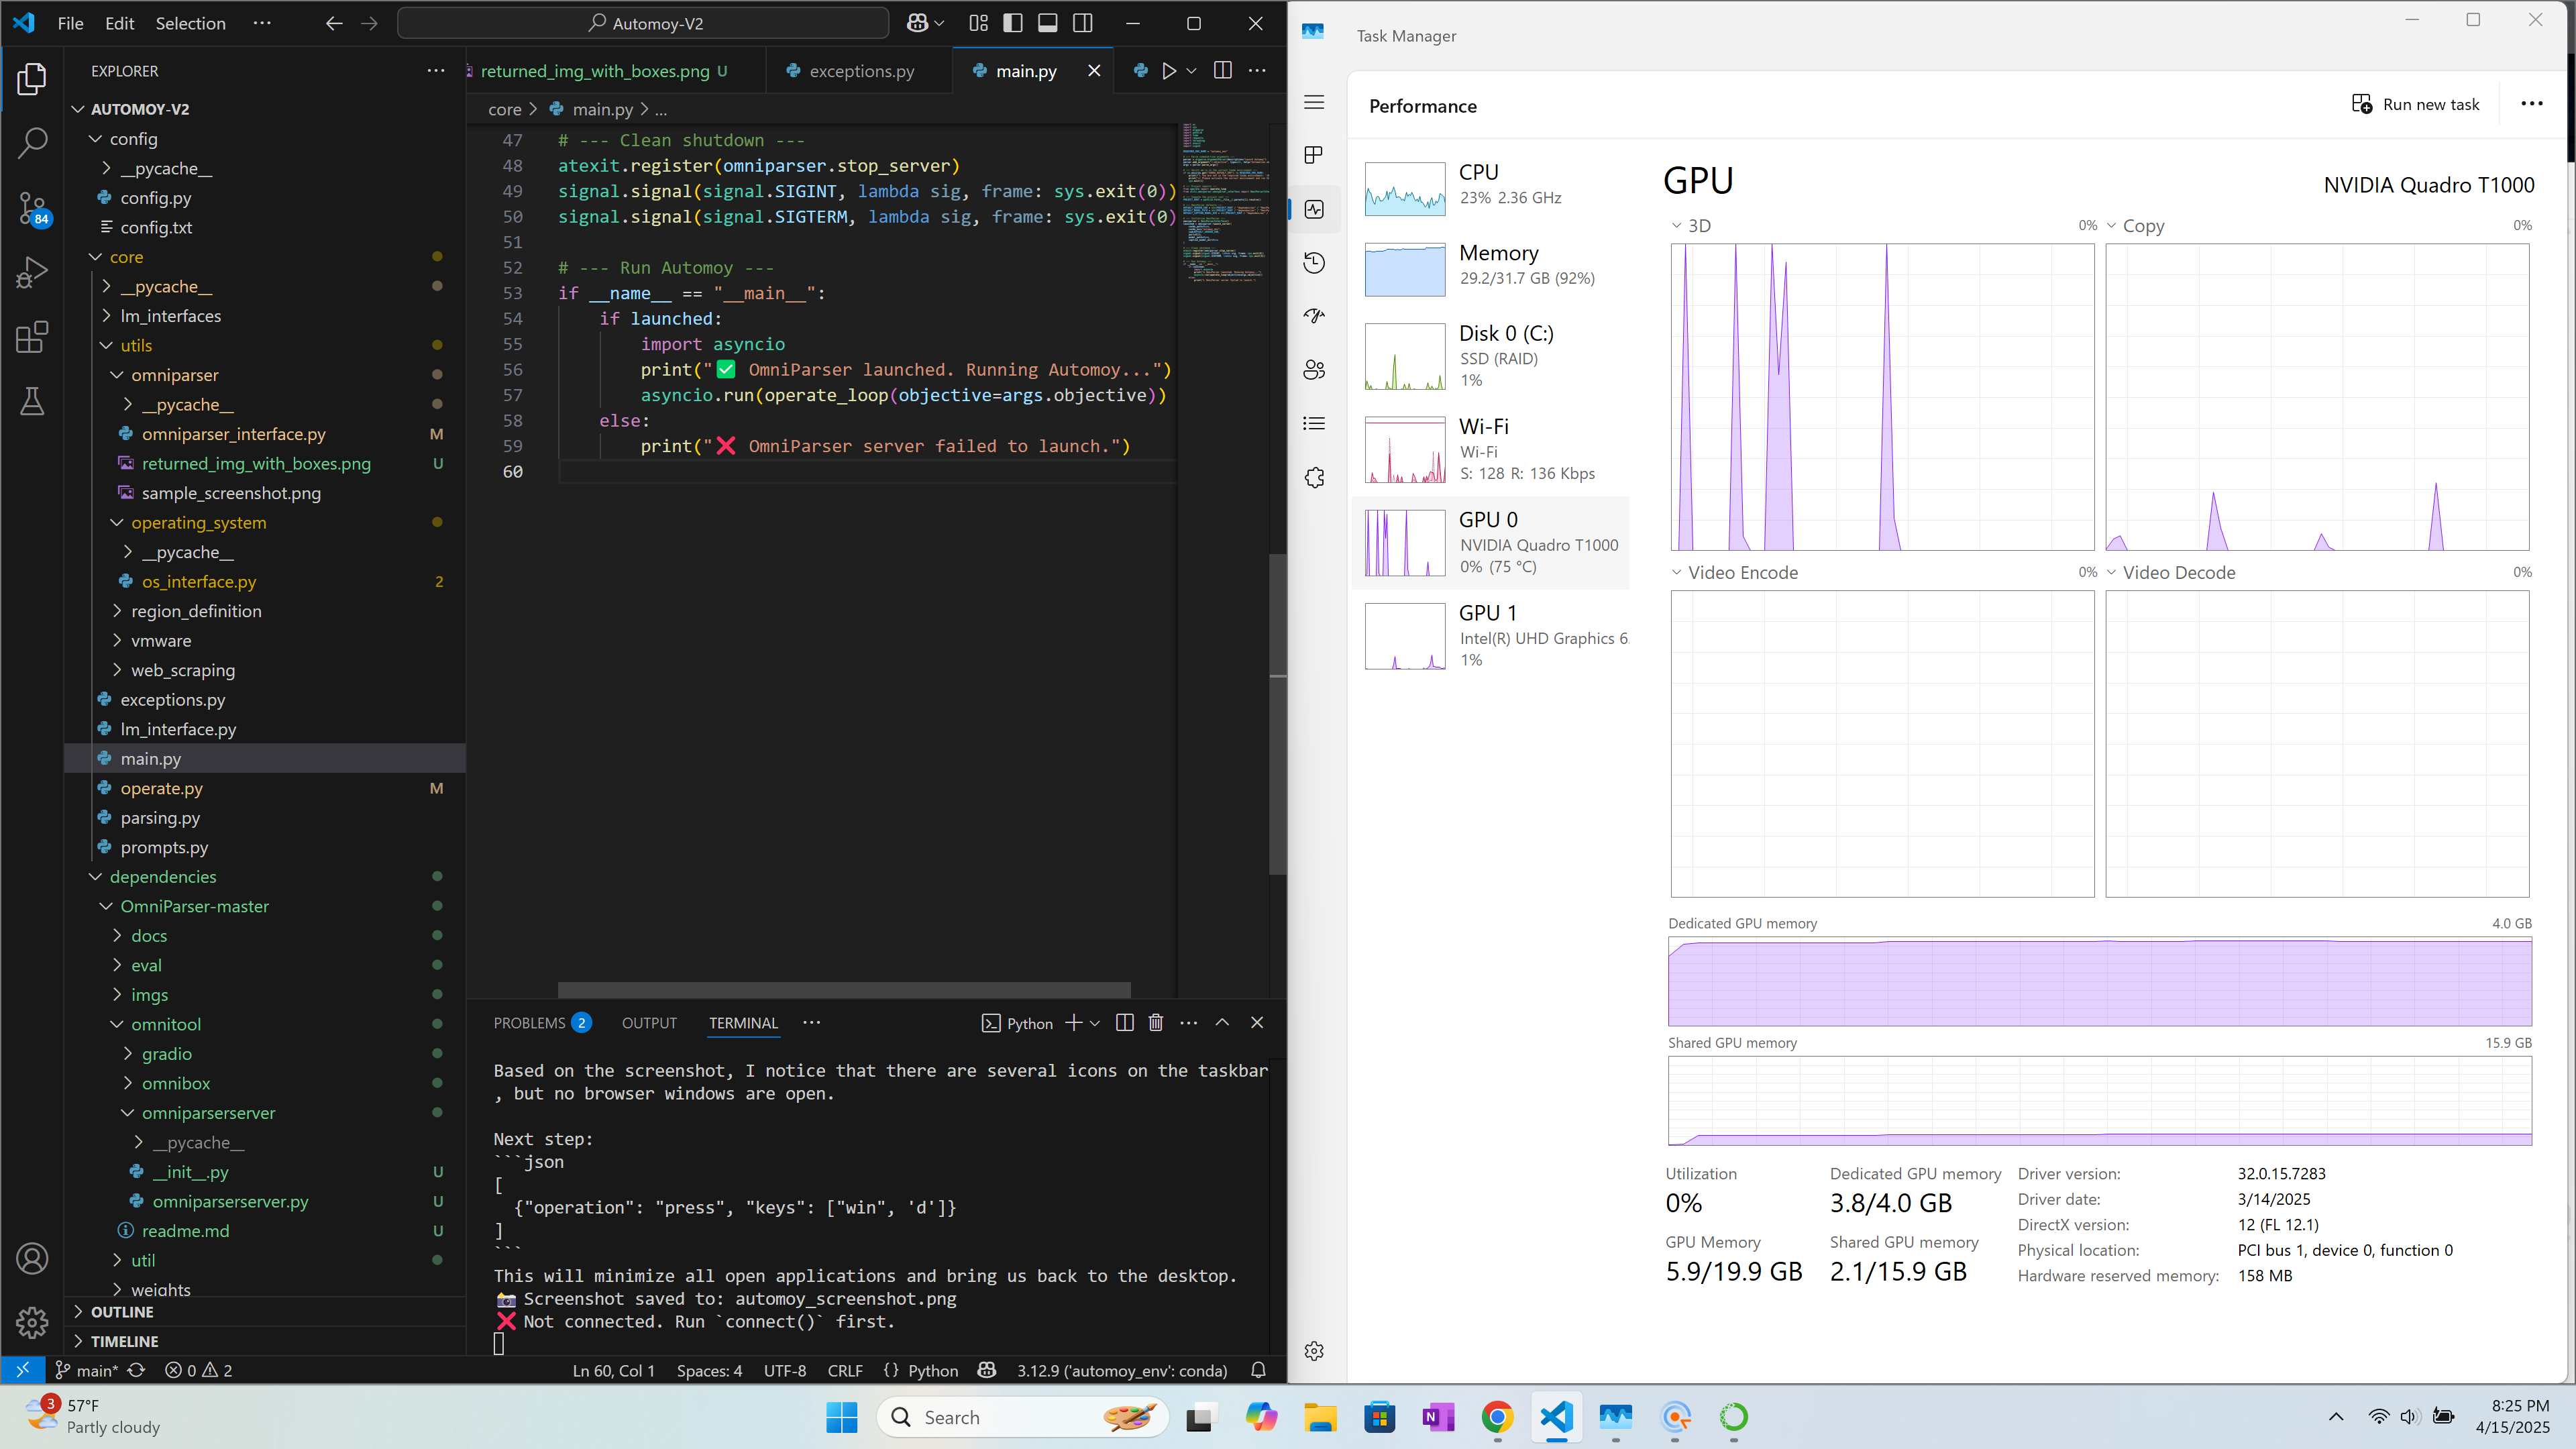 File Edit Selection ··· Automoy-V2
EXPLORER
AUTOMOY-V2
config
__pycache__
config.py
config.txt
core
__pycache__
lm_interfaces
utils
omniparser
__pycache__
omniparser_interface.py M
returned_img_with_boxes.png U
sample_screenshot.png
operating_system
__pycache__
os_interface.py 2
region_definition
vmware
web_scraping
exceptions.py
lm_interface.py
main.py
operate.py M
parsing.py
prompts.py
dependencies
OmniParser-master
docs
eval
imgs
omnitool
gradio
omnibox
omniparserserver
__pycache__
__init__.py U
omniparserserver.py U
readme.md U
util
weights
OUTLINE
TIMELINE
84
returned_img_with_boxes.png U exceptions.py main.py
core > main.py > ...
47 # --- Clean shutdown ---
48 atexit.register(omniparser.stop_server)
49 signal.signal(signal.SIGINT, lambda sig, frame: sys.exit(0))
50 signal.signal(signal.SIGTERM, lambda sig, frame: sys.exit(0)
51
52 # --- Run Automoy ---
53 if __name__ == "__main__":
54 if launched:
55 import asyncio
56 print("✅ OmniParser launched. Running Automoy...")
57 asyncio.run(operate_loop(objective=args.objective))
58 else:
59 print("❌ OmniParser server failed to launch.")
60
PROBLEMS 2 OUTPUT TERMINAL ··· Python
Based on the screenshot, I notice that there are several icons on the taskbar
, but no browser windows are open.
Next step:
```json
[
{"operation": "press", "keys": ["win", 'd']}
]
```
This will minimize all open applications and bring us back to the desktop.
📸 Screenshot saved to: automoy_screenshot.png
❌ Not connected. Run `connect()` first.
main* 0 2 Ln 60, Col 1 Spaces: 4 UTF-8 CRLF {} Python 3.12.9 ('automoy_env': conda)
Task Manager
Performance Run new task
CPU
23% 2.36 GHz
Memory
29.2/31.7 GB (92%)
Disk 0 (C:)
SSD (RAID)
1%
Wi-Fi
Wi-Fi
S: 128 R: 136 Kbps
GPU 0
NVIDIA Quadro T1000
0% (75 °C)
GPU 1
Intel(R) UHD Graphics 6.
1%
GPU NVIDIA Quadro T1000
3D 0% Copy 0%
Video Encode 0% Video Decode 0%
Dedicated GPU memory 4.0 GB
Shared GPU memory 15.9 GB
Utilization
0%
GPU Memory
5.9/19.9 GB
Dedicated GPU memory
3.8/4.0 GB
Shared GPU memory
2.1/15.9 GB
Driver version: 32.0.15.7283
Driver date: 3/14/2025
DirectX version: 12 (FL 12.1)
Physical location: PCI bus 1, device 0, function 0
Hardware reserved memory: 158 MB
3 57°F
Partly cloudy
Search
8:25 PM
4/15/2025